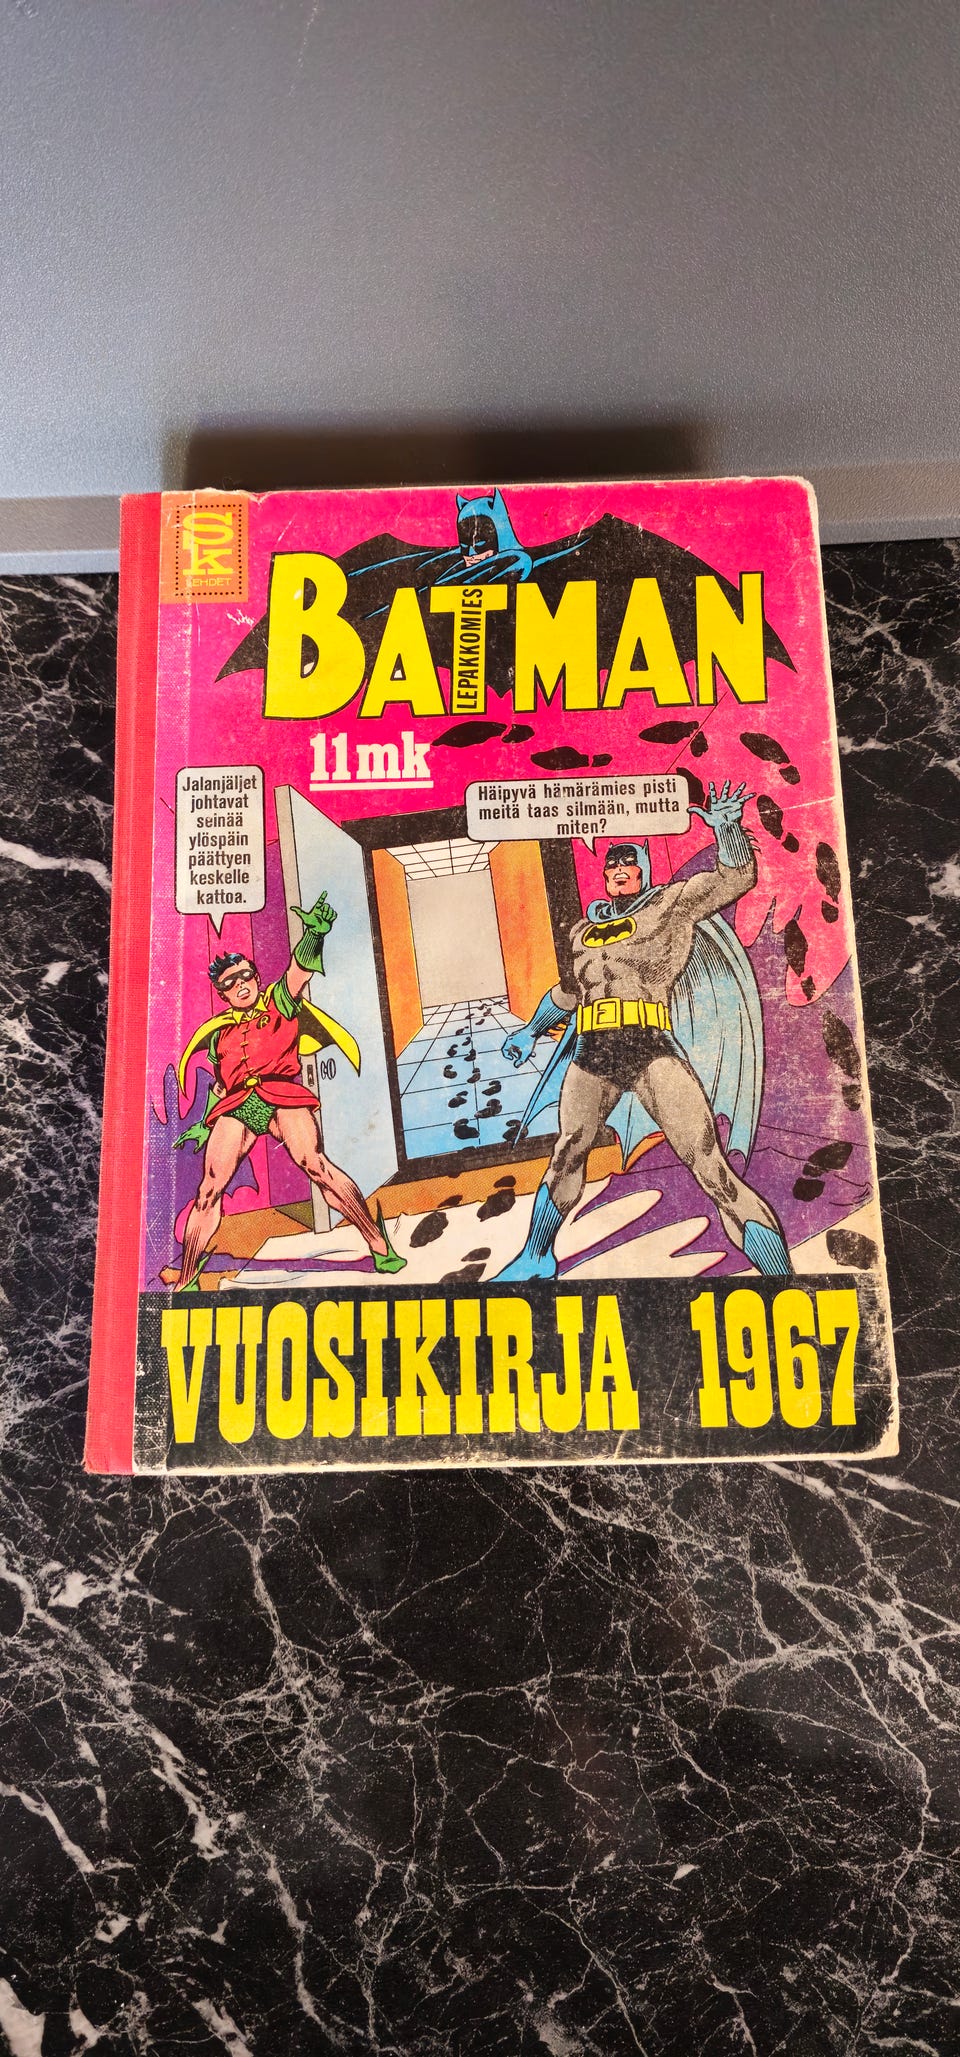 SK
LEHDET
BATMAN
LEPAKKOMIES
11mk
Jalanjäljet
johtavat
seinää
ylöspäin
päättyen
keskelle
kattoa.
Häipyvä hämärämies pisti
meitä taas silmään, mutta
miten?
R
VUOSIKIRJA 1967